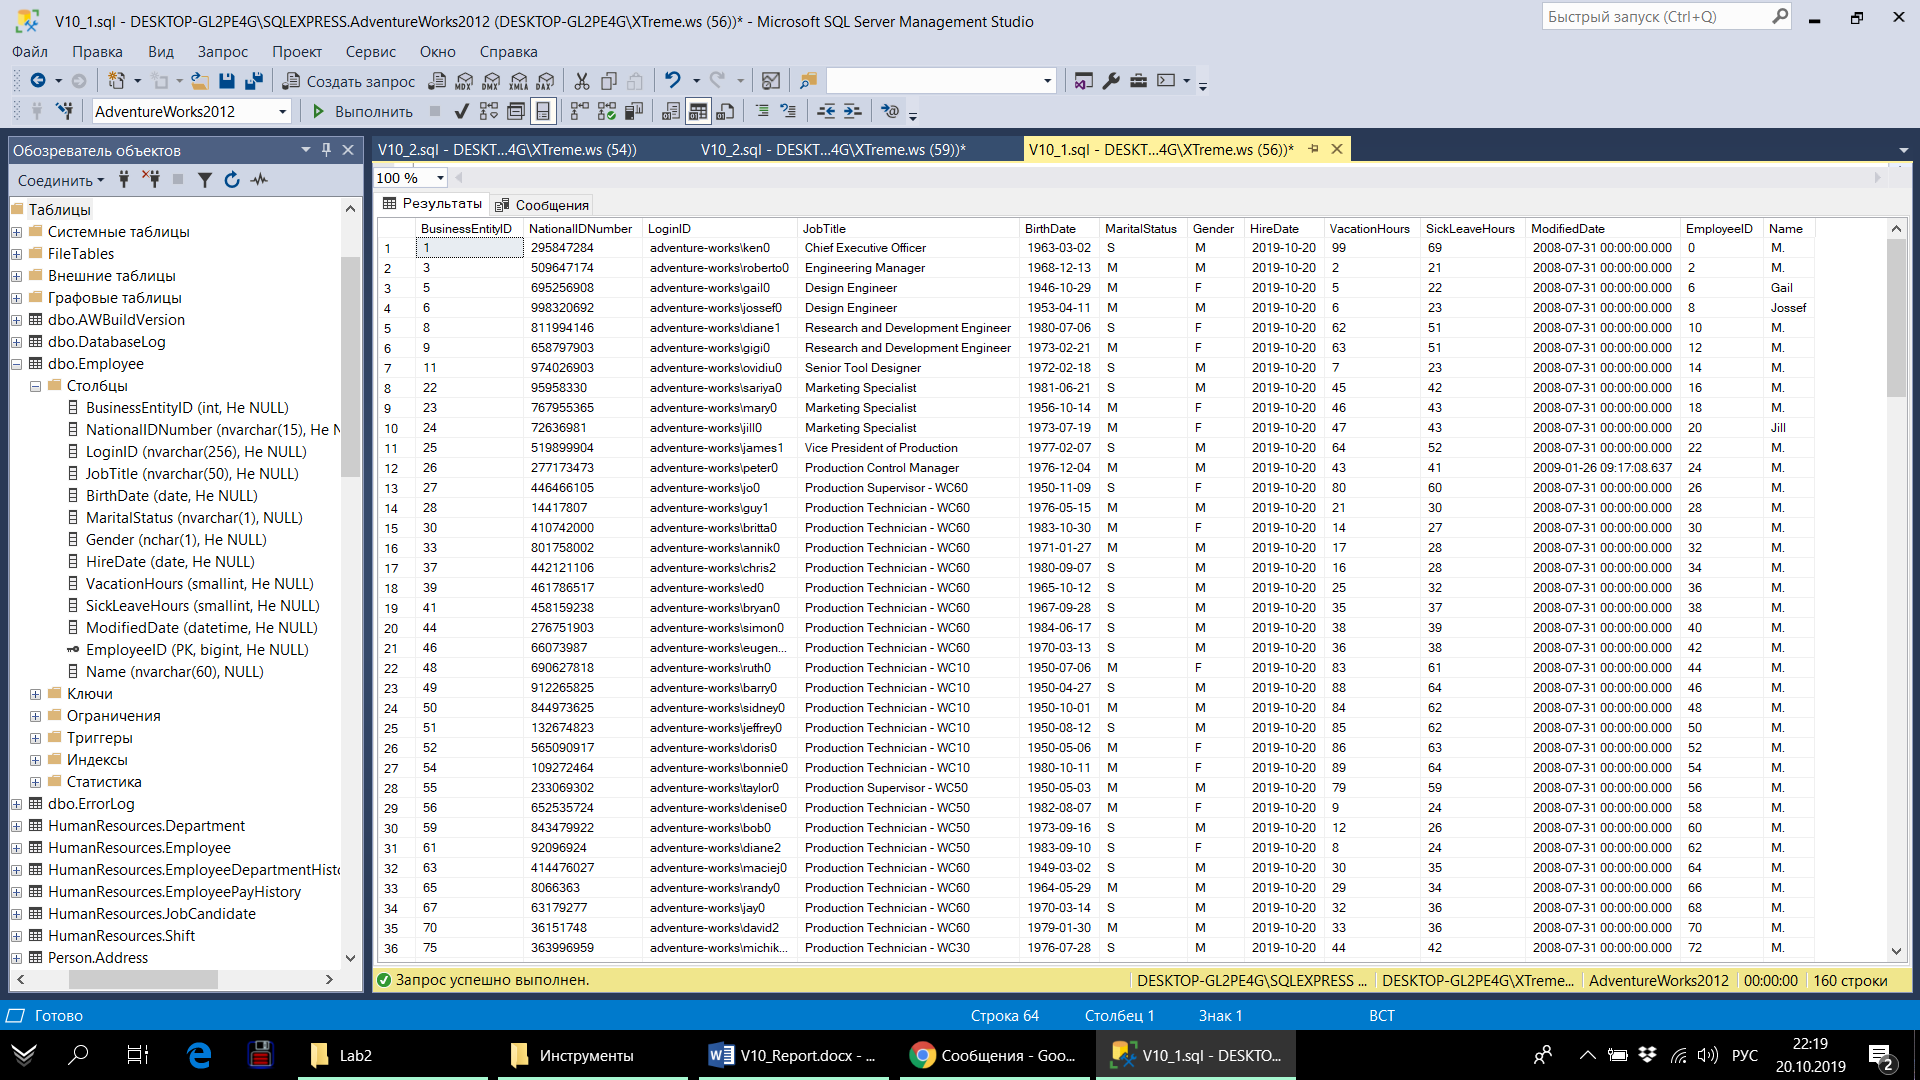 V10_1.sql - DESKTOP-GL2PE4G\SQLEXPRESS.AdventureWorks2012 (DESKTOP-GL2PE4G\XTreme.ws (56))* - Microsoft SQL Server Management Studio
Быстрый запуск (Ctrl+Q)
Файл Правка Вид Запрос Проект Сервис Окно Справка
Создать запрос MDX DMX XMLA DAX
AdventureWorks2012 Выполнить
Обозреватель объектов
V10_2.sql - DESKT...4G\XTreme.ws (54)) V10_2.sql - DESKT...4G\XTreme.ws (59))* V10_1.sql - DESKT...4G\XTreme.ws (56))*
Соединить
Таблицы
Системные таблицы
FileTables
Внешние таблицы
Графовые таблицы
dbo.AWBuildVersion
dbo.DatabaseLog
dbo.Employee
Столбцы
BusinessEntityID (int, Не NULL)
NationalIDNumber (nvarchar(15), Не N
LoginID (nvarchar(256), Не NULL)
JobTitle (nvarchar(50), Не NULL)
BirthDate (date, Не NULL)
MaritalStatus (nvarchar(1), NULL)
Gender (nchar(1), Не NULL)
HireDate (date, Не NULL)
VacationHours (smallint, Не NULL)
SickLeaveHours (smallint, Не NULL)
ModifiedDate (datetime, Не NULL)
EmployeeID (PK, bigint, Не NULL)
Name (nvarchar(60), NULL)
Ключи
Ограничения
Триггеры
Индексы
Статистика
dbo.ErrorLog
HumanResources.Department
HumanResources.Employee
HumanResources.EmployeeDepartmentHisto
HumanResources.EmployeePayHistory
HumanResources.JobCandidate
HumanResources.Shift
Person.Address
100 %
Результаты Сообщения
BusinessEntityID NationalIDNumber LoginID JobTitle BirthDate MaritalStatus Gender HireDate VacationHours SickLeaveHours ModifiedDate EmployeeID Name
1 1 295847284 adventure-works\ken0 Chief Executive Officer 1963-03-02 S M 2019-10-20 99 69 2008-07-31 00:00:00.000 0 M.
2 3 509647174 adventure-works\roberto0 Engineering Manager 1968-12-13 M M 2019-10-20 2 21 2008-07-31 00:00:00.000 2 M.
3 5 695256908 adventure-works\gail0 Design Engineer 1946-10-29 M F 2019-10-20 5 22 2008-07-31 00:00:00.000 6 Gail
4 6 998320692 adventure-works\jossef0 Design Engineer 1953-04-11 M M 2019-10-20 6 23 2008-07-31 00:00:00.000 8 Jossef
5 8 811994146 adventure-works\diane1 Research and Development Engineer 1980-07-06 S F 2019-10-20 62 51 2008-07-31 00:00:00.000 10 M.
6 9 658797903 adventure-works\gigi0 Research and Development Engineer 1973-02-21 M F 2019-10-20 63 51 2008-07-31 00:00:00.000 12 M.
7 11 974026903 adventure-works\ovidiu0 Senior Tool Designer 1972-02-18 S M 2019-10-20 7 23 2008-07-31 00:00:00.000 14 M.
8 22 95958330 adventure-works\sariya0 Marketing Specialist 1981-06-21 S M 2019-10-20 45 42 2008-07-31 00:00:00.000 16 M.
9 23 767955365 adventure-works\mary0 Marketing Specialist 1956-10-14 M F 2019-10-20 46 43 2008-07-31 00:00:00.000 18 M.
10 24 72636981 adventure-works\jill0 Marketing Specialist 1973-07-19 M F 2019-10-20 47 43 2008-07-31 00:00:00.000 20 Jill
11 25 519899904 adventure-works\james1 Vice President of Production 1977-02-07 S M 2019-10-20 64 52 2008-07-31 00:00:00.000 22 M.
12 26 277173473 adventure-works\peter0 Production Control Manager 1976-12-04 M M 2019-10-20 43 41 2009-01-26 09:17:08.637 24 M.
13 27 446466105 adventure-works\jo0 Production Supervisor - WC60 1950-11-09 S F 2019-10-20 80 60 2008-07-31 00:00:00.000 26 M.
14 28 14417807 adventure-works\guy1 Production Technician - WC60 1976-05-15 M M 2019-10-20 21 30 2008-07-31 00:00:00.000 28 M.
15 30 410742000 adventure-works\britta0 Production Technician - WC60 1983-10-30 M F 2019-10-20 14 27 2008-07-31 00:00:00.000 30 M.
16 33 801758002 adventure-works\annik0 Production Technician - WC60 1971-01-27 M M 2019-10-20 17 28 2008-07-31 00:00:00.000 32 M.
17 37 442121106 adventure-works\chris2 Production Technician - WC60 1980-09-07 S M 2019-10-20 16 28 2008-07-31 00:00:00.000 34 M.
18 39 461786517 adventure-works\ed0 Production Technician - WC60 1965-10-12 S M 2019-10-20 25 32 2008-07-31 00:00:00.000 36 M.
19 41 458159238 adventure-works\bryan0 Production Technician - WC60 1967-09-28 S M 2019-10-20 35 37 2008-07-31 00:00:00.000 38 M.
20 44 276751903 adventure-works\simon0 Production Technician - WC60 1984-06-17 S M 2019-10-20 38 39 2008-07-31 00:00:00.000 40 M.
21 46 66073987 adventure-works\eugen... Production Technician - WC60 1970-03-13 S M 2019-10-20 36 38 2008-07-31 00:00:00.000 42 M.
22 48 690627818 adventure-works\ruth0 Production Technician - WC10 1950-07-06 M F 2019-10-20 83 61 2008-07-31 00:00:00.000 44 M.
23 49 912265825 adventure-works\barry0 Production Technician - WC10 1950-04-27 S M 2019-10-20 88 64 2008-07-31 00:00:00.000 46 M.
24 50 844973625 adventure-works\sidney0 Production Technician - WC10 1950-10-01 M M 2019-10-20 84 62 2008-07-31 00:00:00.000 48 M.
25 51 132674823 adventure-works\jeffrey0 Production Technician - WC10 1950-08-12 S M 2019-10-20 85 62 2008-07-31 00:00:00.000 50 M.
26 52 565090917 adventure-works\doris0 Production Technician - WC10 1950-05-06 M F 2019-10-20 86 63 2008-07-31 00:00:00.000 52 M.
27 54 109272464 adventure-works\bonnie0 Production Technician - WC10 1980-10-11 M F 2019-10-20 89 64 2008-07-31 00:00:00.000 54 M.
28 55 233069302 adventure-works\taylor0 Production Supervisor - WC50 1950-05-03 M M 2019-10-20 79 59 2008-07-31 00:00:00.000 56 M.
29 56 652535724 adventure-works\denise0 Production Technician - WC50 1982-08-07 M F 2019-10-20 9 24 2008-07-31 00:00:00.000 58 M.
30 59 843479922 adventure-works\bob0 Production Technician - WC50 1973-09-16 S M 2019-10-20 12 26 2008-07-31 00:00:00.000 60 M.
31 61 92096924 adventure-works\diane2 Production Technician - WC50 1983-09-10 S F 2019-10-20 8 24 2008-07-31 00:00:00.000 62 M.
32 63 414476027 adventure-works\maciej0 Production Technician - WC60 1949-03-02 S M 2019-10-20 30 35 2008-07-31 00:00:00.000 64 M.
33 65 8066363 adventure-works\randy0 Production Technician - WC60 1964-05-29 M M 2019-10-20 29 34 2008-07-31 00:00:00.000 66 M.
34 67 63179277 adventure-works\jay0 Production Technician - WC60 1970-03-14 S M 2019-10-20 32 36 2008-07-31 00:00:00.000 68 M.
35 70 36151748 adventure-works\david2 Production Technician - WC60 1979-01-30 M M 2019-10-20 33 36 2008-07-31 00:00:00.000 70 M.
36 75 363996959 adventure-works\michik... Production Technician - WC30 1976-07-28 S M 2019-10-20 44 42 2008-07-31 00:00:00.000 72 M.
Запрос успешно выполнен. DESKTOP-GL2PE4G\SQLEXPRESS ... DESKTOP-GL2PE4G\XTreme... AdventureWorks2012 00:00:00 160 строки
Готово Строка 64 Столбец 1 Знак 1 ВСТ
Lab2 Инструменты V10_Report.docx - ... Сообщения - Goo... V10_1.sql - DESKTO... РУС 22:19
20.10.2019 2